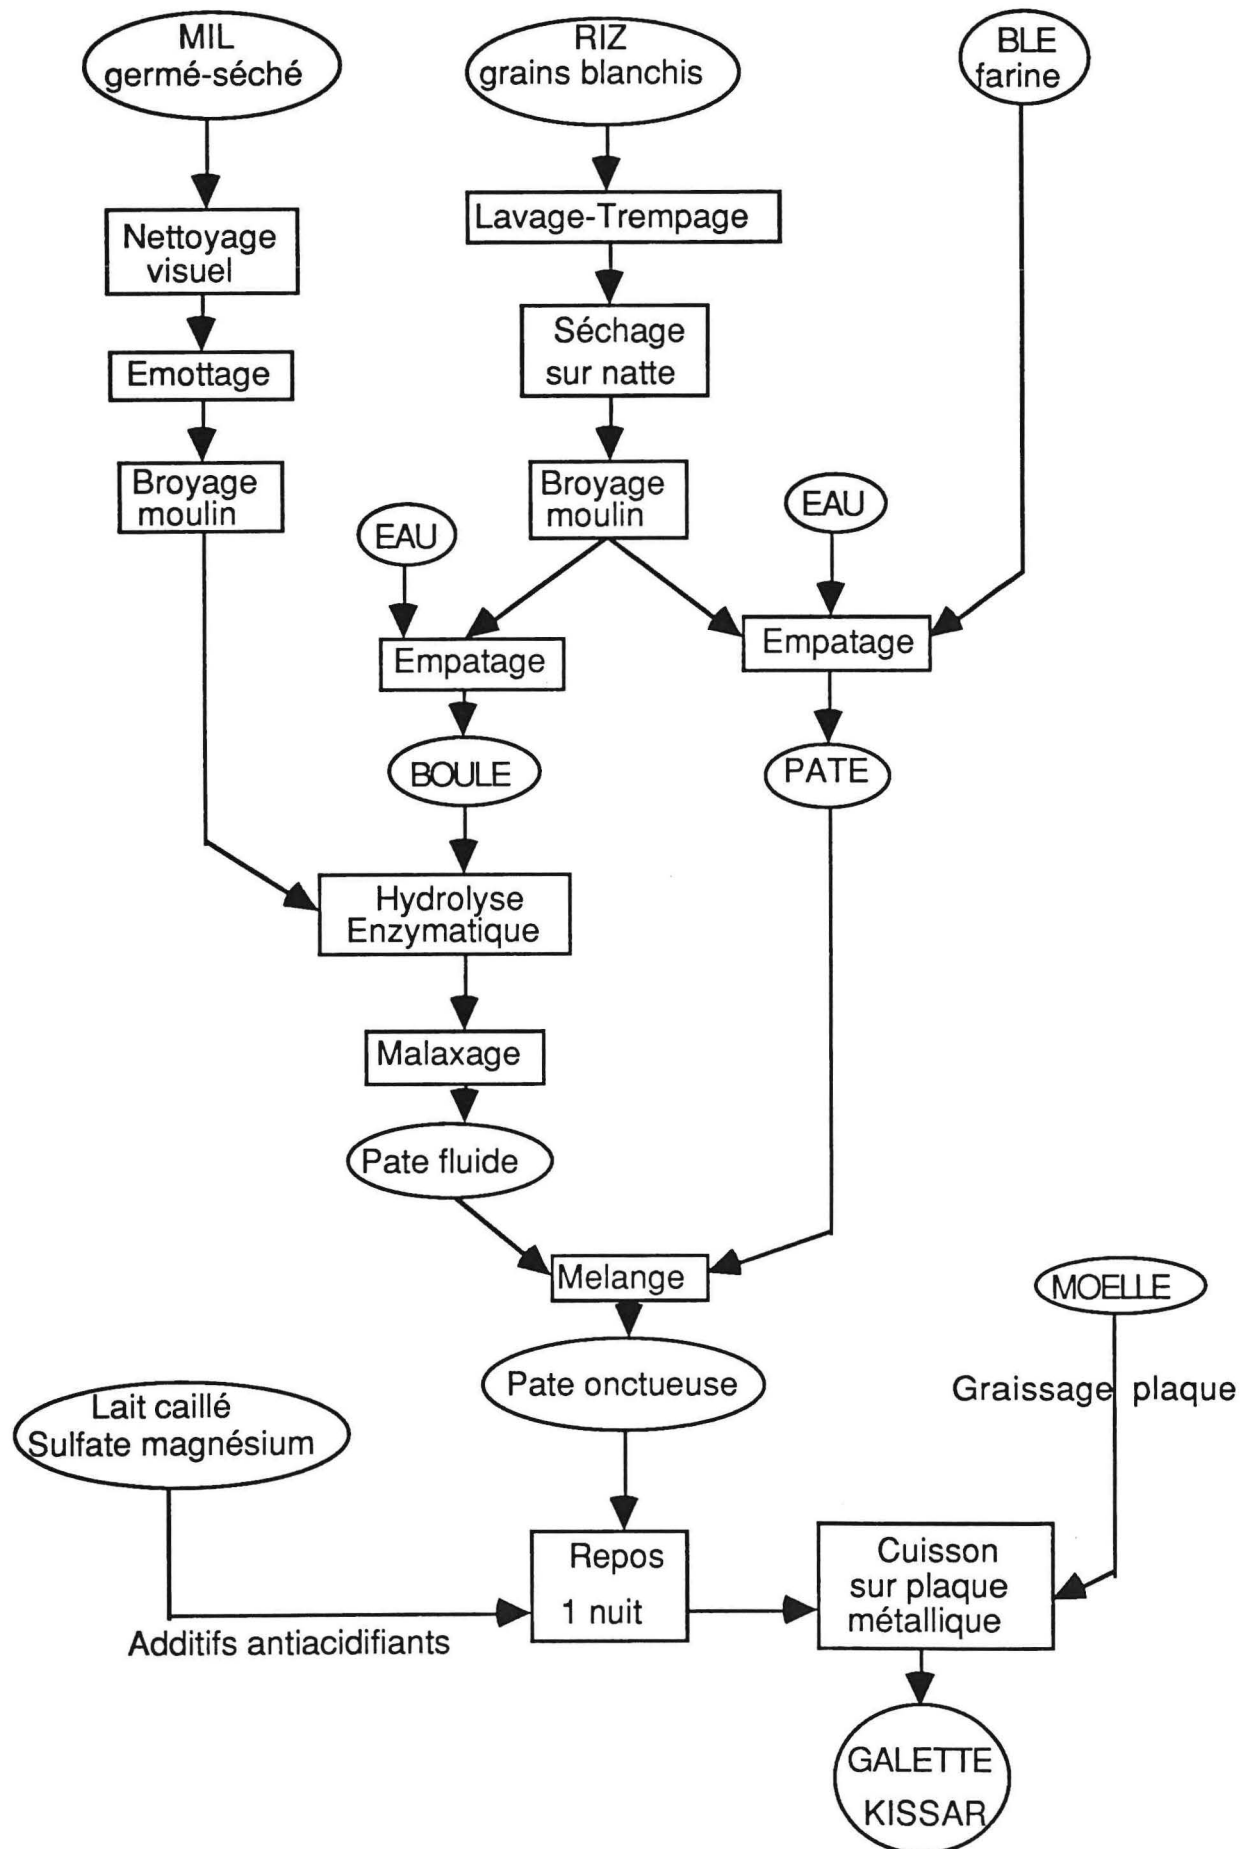 MIL
germé-séché
RIZ
grains blanchis
BLE
farine
Nettoyage
visuel
Lavage-Trempage
Emottage
Séchage
sur natte
Broyage
moulin
Broyage
moulin
EAU
EAU
Empatage
Empatage
BOULE
PATE
Hydrolyse
Enzymatique
Malaxage
Pate fluide
Melange
MOELLE
Pate onctueuse
Graissage plaque
Lait caillé
Sulfate magnésium
Repos
1 nuit
Cuisson
sur plaque
métallique
Additifs antiacidifiants
GALETTE
KISSAR